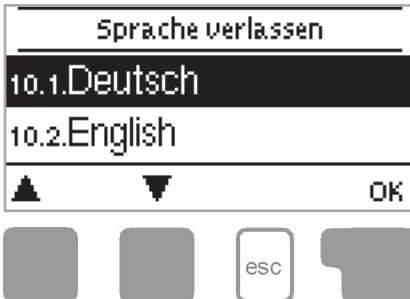 Sprache verlassen
10.1.Deutsch
10.2.English
OK
esc